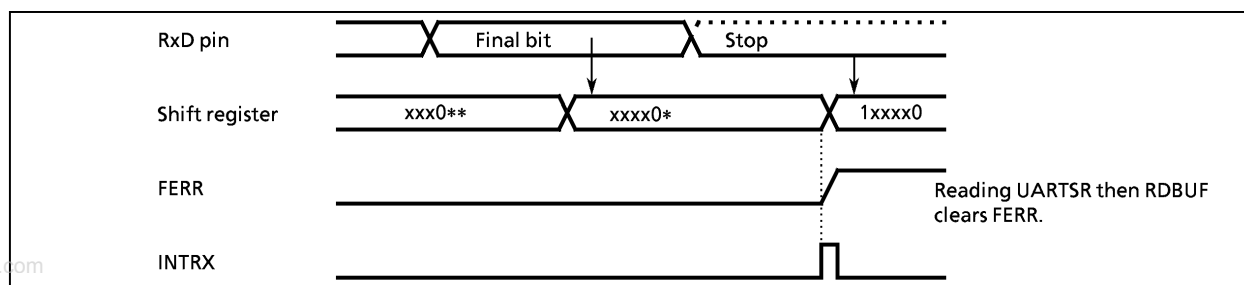 RxD pin
Final bit
Stop
Shift register
xxx0**
xxxx0*
1xxxx0
FERR
Reading UARTSR then RDBUF
clears FERR.
.com
INTRX